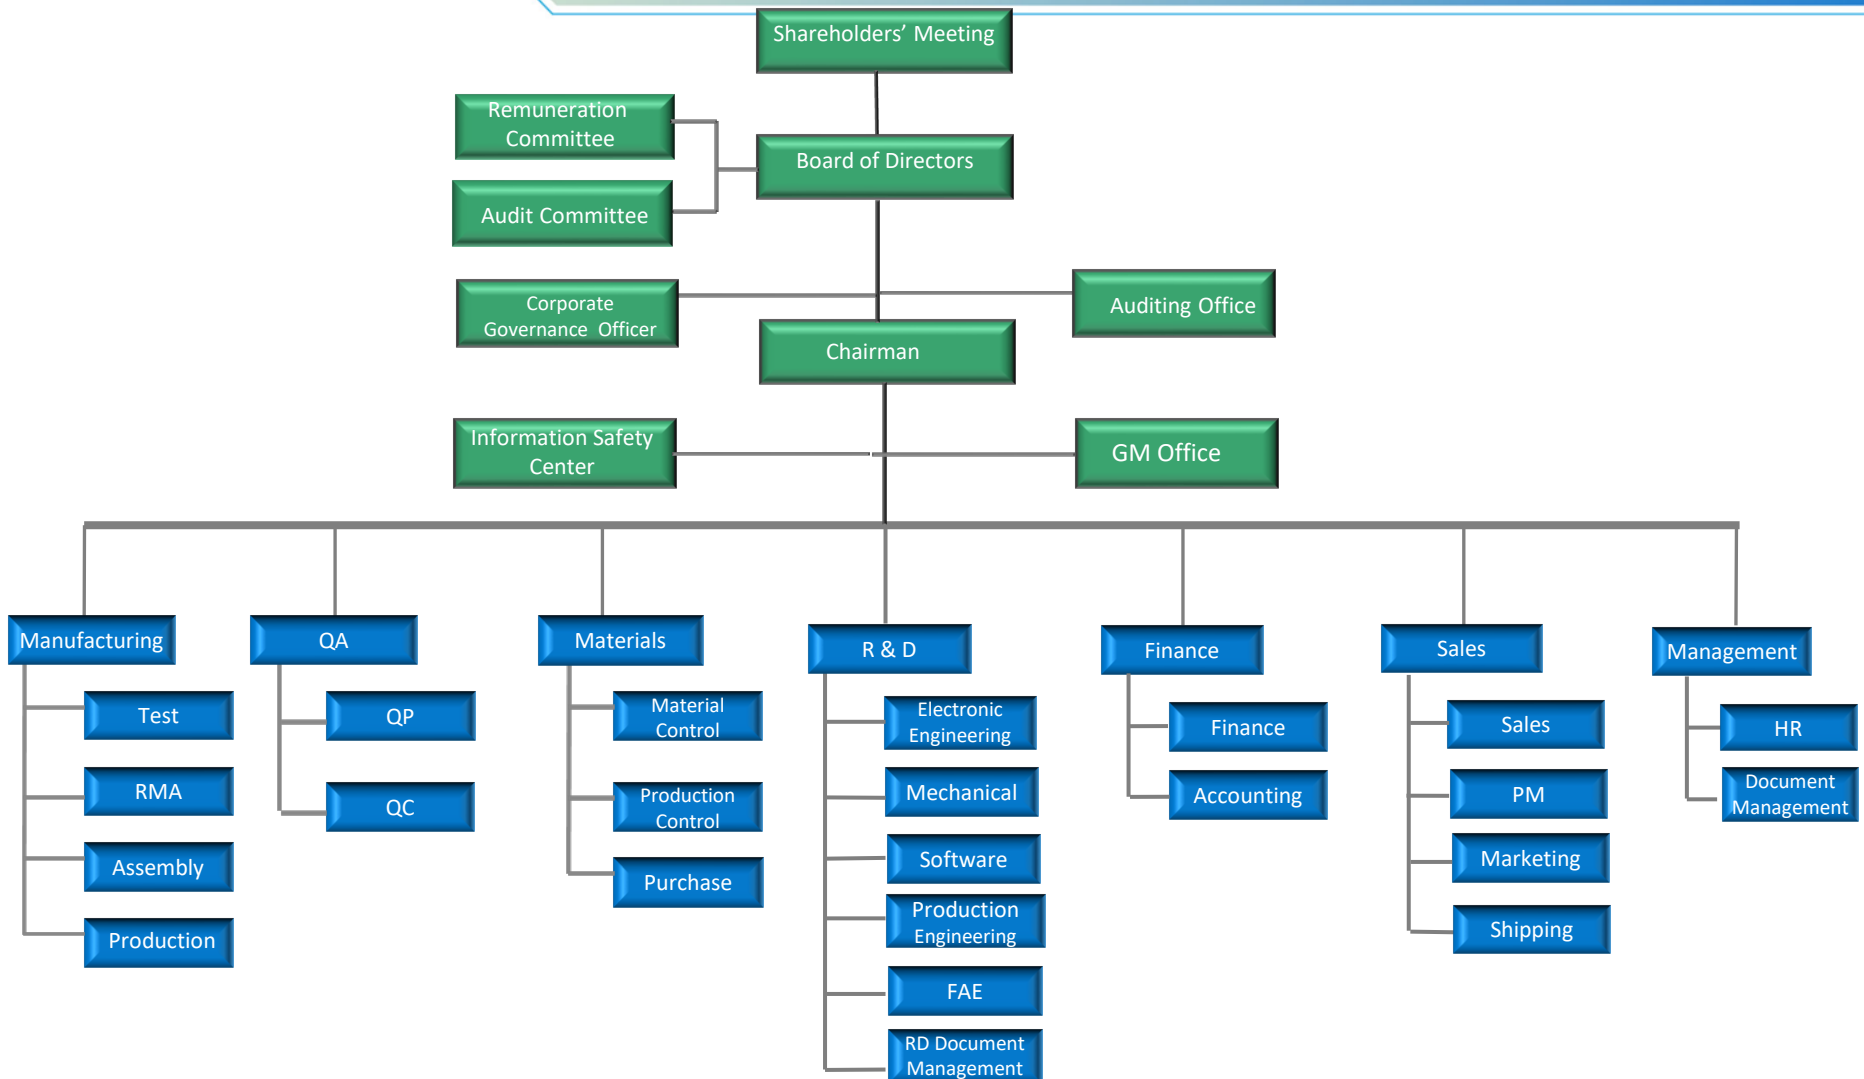 Shareholders’ Meeting
Remuneration
Committee
Board of Directors
Audit Committee
Corporate
Governance Officer
Auditing Office
Chairman
Information Safety
Center
GM Office
Manufacturing
QA
Materials
R & D
Finance
Sales
Management
Test
RMA
Assembly
Production
QP
QC
Material
Control
Production
Control
Purchase
Electronic
Engineering
Mechanical
Software
Production
Engineering
FAE
RD Document
Management
Finance
Accounting
Sales
PM
Marketing
Shipping
HR
Document
Management